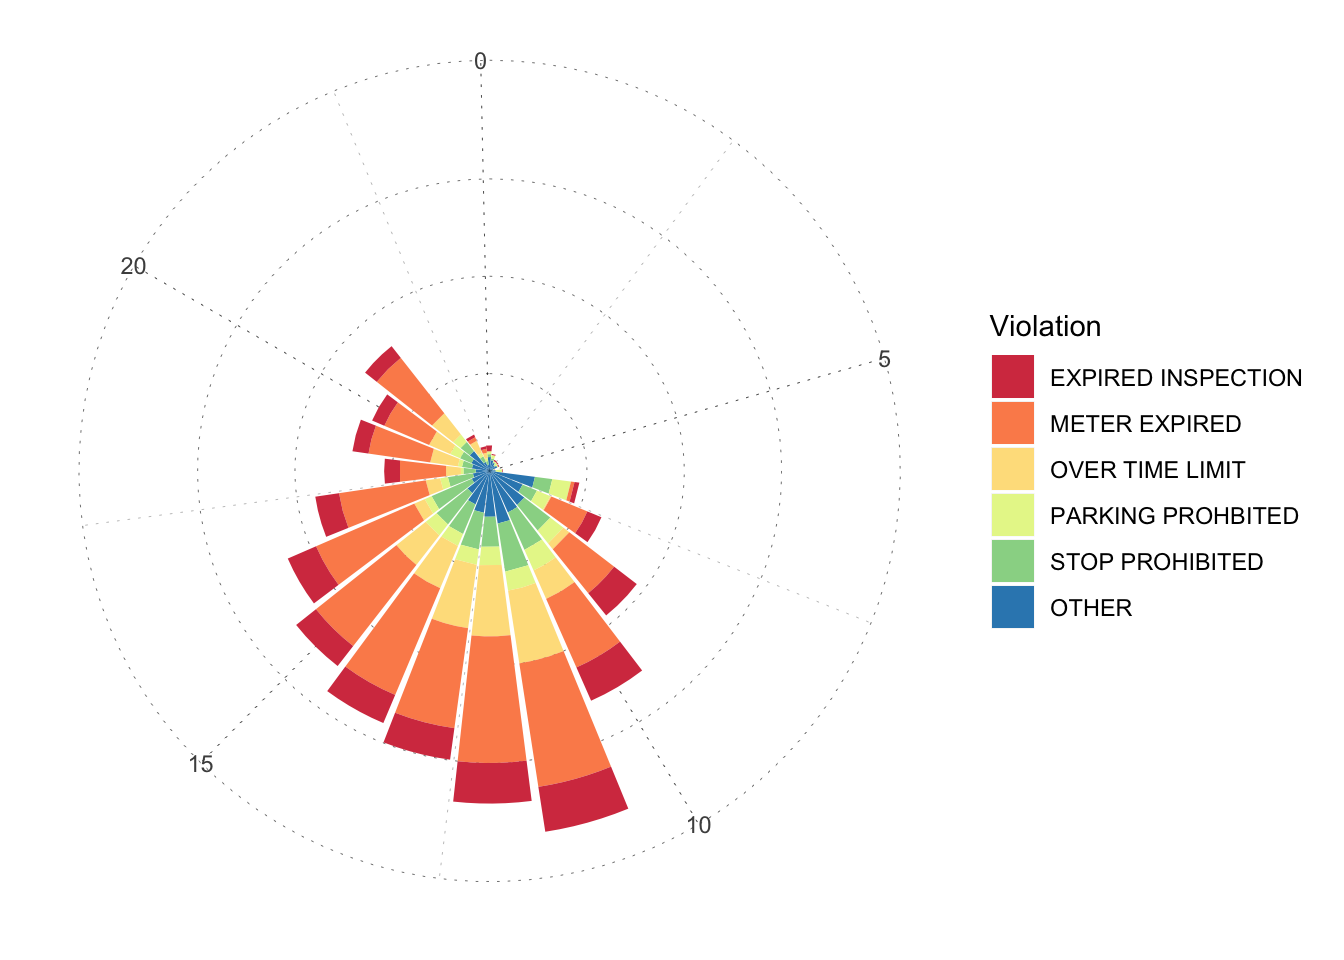 0
5
10
15
20
Violation
EXPIRED INSPECTION
METER EXPIRED
OVER TIME LIMIT
PARKING PROHBITED
STOP PROHIBITED
OTHER